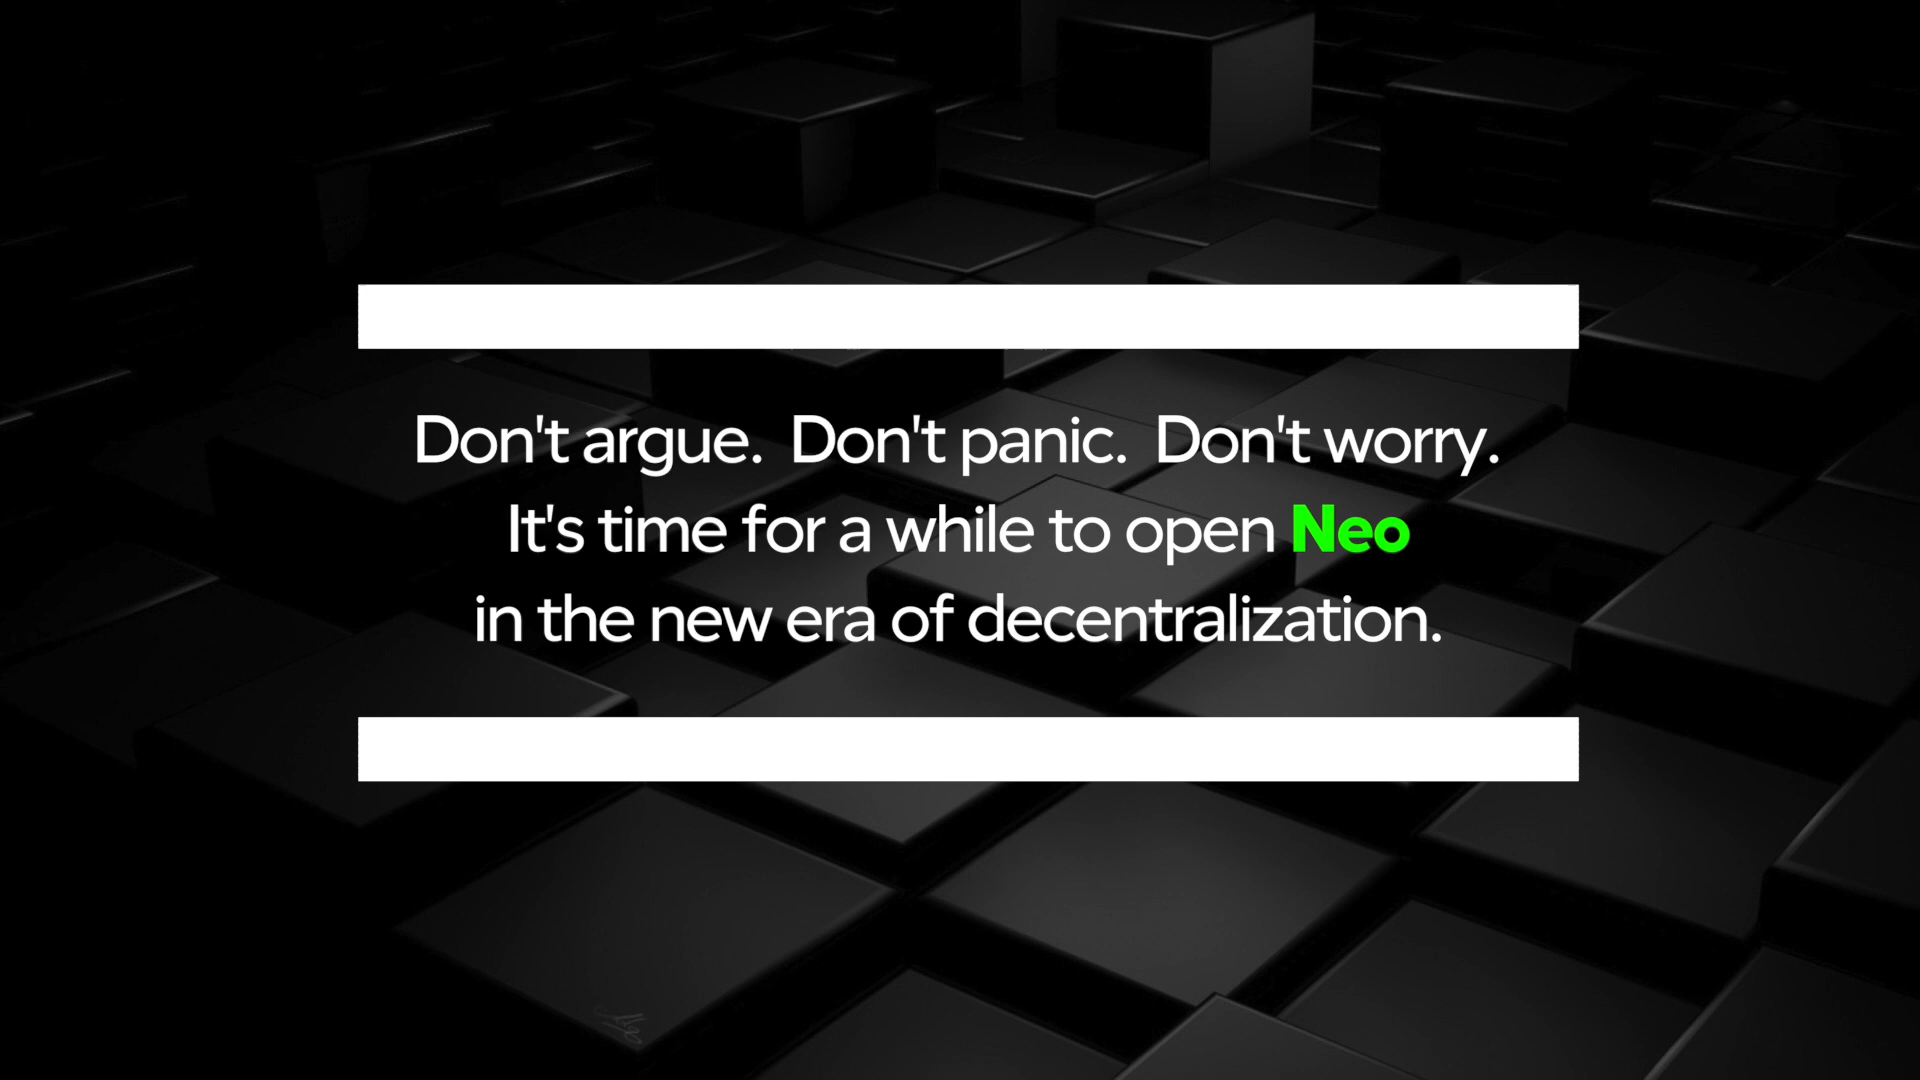 Don't argue. Don't panic. Don't worry.
It's time for a while to open Neo
in the new era of decentralization.